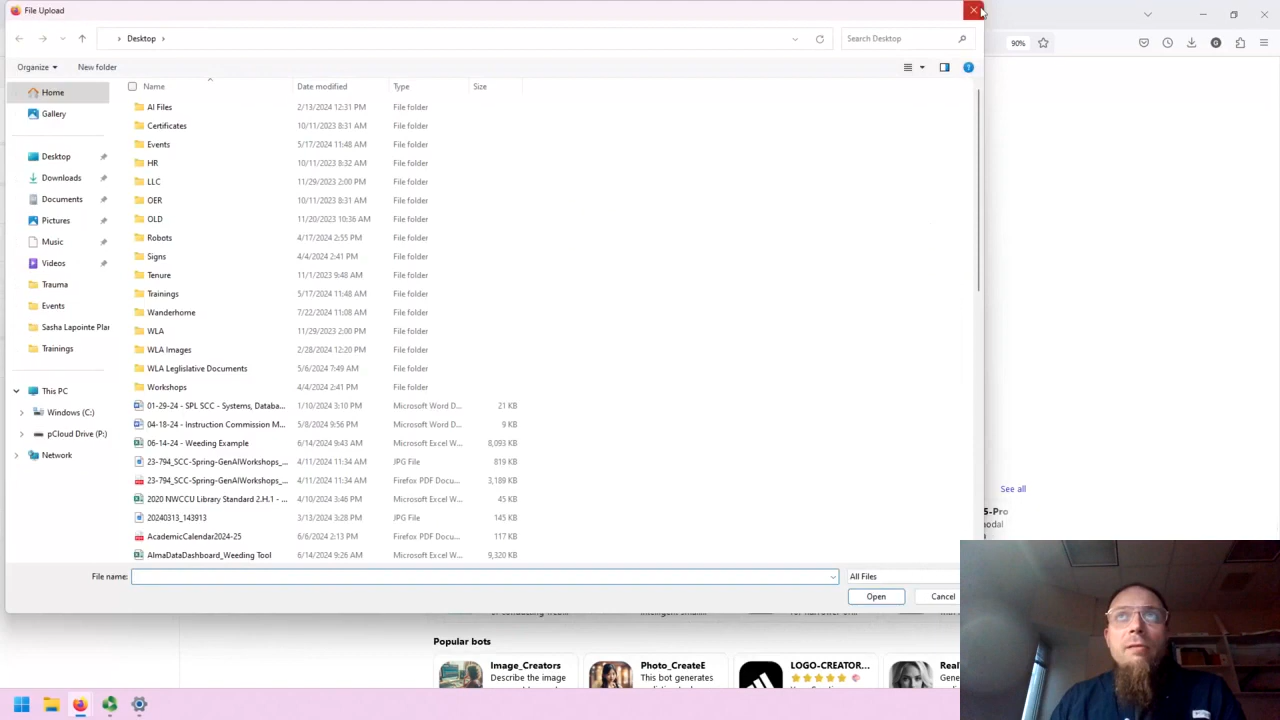 File Upload
Desktop
Search Desktop
90%
Organize
New folder
Name
Date modified
Type
Size
Home
Gallery
Desktop
Downloads
Documents
Pictures
Music
Videos
Trauma
Events
Sasha Lapointe Plar
Trainings
This PC
Windows (C:)
pCloud Drive (P:)
Network
AI Files 2/13/2024 12:31 PM File folder
Certificates 10/11/2023 8:31 AM File folder
Events 5/17/2024 11:48 AM File folder
HR 10/11/2023 8:32 AM File folder
LLC 11/29/2023 2:00 PM File folder
OER 10/11/2023 8:31 AM File folder
OLD 11/20/2023 10:36 AM File folder
Robots 4/17/2024 2:55 PM File folder
Signs 4/4/2024 2:41 PM File folder
Tenure 11/1/2023 9:48 AM File folder
Trainings 5/17/2024 11:48 AM File folder
Wanderhome 7/22/2024 11:08 AM File folder
WLA 11/29/2023 2:00 PM File folder
WLA Images 2/28/2024 12:20 PM File folder
WLA Leglislative Documents 5/6/2024 7:49 AM File folder
Workshops 4/4/2024 2:41 PM File folder
01-29-24 - SPL SCC - Systems, Databa... 1/10/2024 3:10 PM Microsoft Word D... 21 KB
04-18-24 - Instruction Commission M... 5/8/2024 9:56 PM Microsoft Word D... 9 KB
06-14-24 - Weeding Example 6/14/2024 9:43 AM Microsoft Excel W... 8,093 KB
23-794_SCC-Spring-GenAIWorkshops_... 4/11/2024 11:34 AM JPG File 819 KB
23-794_SCC-Spring-GenAIWorkshops_... 4/11/2024 11:34 AM Firefox PDF Docu... 3,189 KB
2020 NWCCU Library Standard 2.H.1 - ... 4/10/2024 3:46 PM Microsoft Excel W... 45 KB
20240313_143913 3/13/2024 3:28 PM JPG File 145 KB
AcademicCalendar2024-25 6/6/2024 2:13 PM Firefox PDF Docu... 117 KB
AlmaDataDashboard_Weeding Tool 6/14/2024 9:26 AM Microsoft Excel W... 9,320 KB
File name:
All Files
Open
Cancel
See all
5-Pro
nodal
Popular bots
Image_Creators
Describe the image
Photo_CreateE
This bot generates
LOGO-CREATOR...
Real
Gene